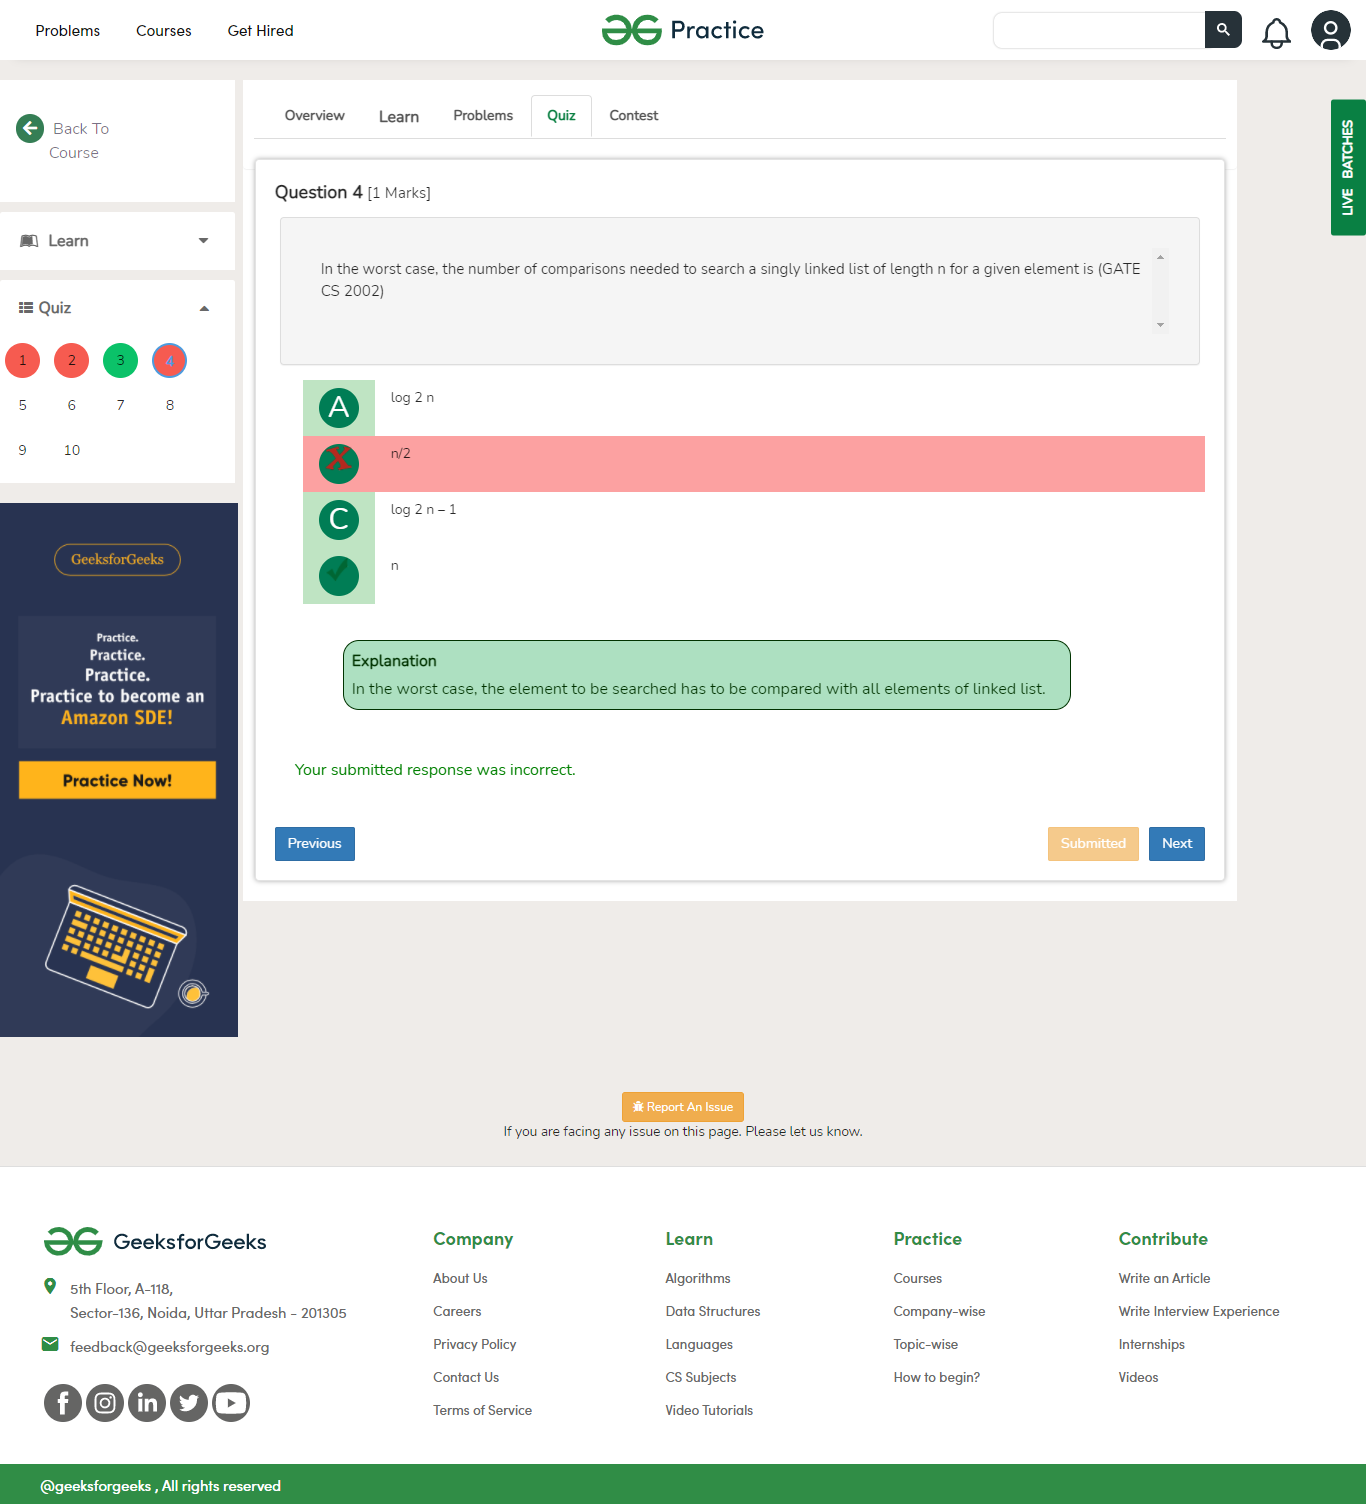 Problems Courses Get Hired
Practice
Back To
Course
Learn
Quiz
1 2 3 4
5 6 7 8
9 10
GeeksforGeeks
Practice.
Practice.
Practice.
Practice to become an
Amazon SDE!
Practice Now!
Overview Learn Problems Quiz Contest
Question 4 [1 Marks]
In the worst case, the number of comparisons needed to search a singly linked list of length n for a given element is (GATE
CS 2002)
A log 2 n
X n/2
C log 2 n – 1
n
Explanation
In the worst case, the element to be searched has to be compared with all elements of linked list.
Your submitted response was incorrect.
Previous Submitted Next
LIVE BATCHES
Report An Issue
If you are facing any issue on this page. Please let us know.
GeeksforGeeks
5th Floor, A-118,
Sector-136, Noida, Uttar Pradesh - 201305
feedback@geeksforgeeks.org
Company
About Us
Careers
Privacy Policy
Contact Us
Terms of Service
Learn
Algorithms
Data Structures
Languages
CS Subjects
Video Tutorials
Practice
Courses
Company-wise
Topic-wise
How to begin?
Contribute
Write an Article
Write Interview Experience
Internships
Videos
@geeksforgeeks , All rights reserved